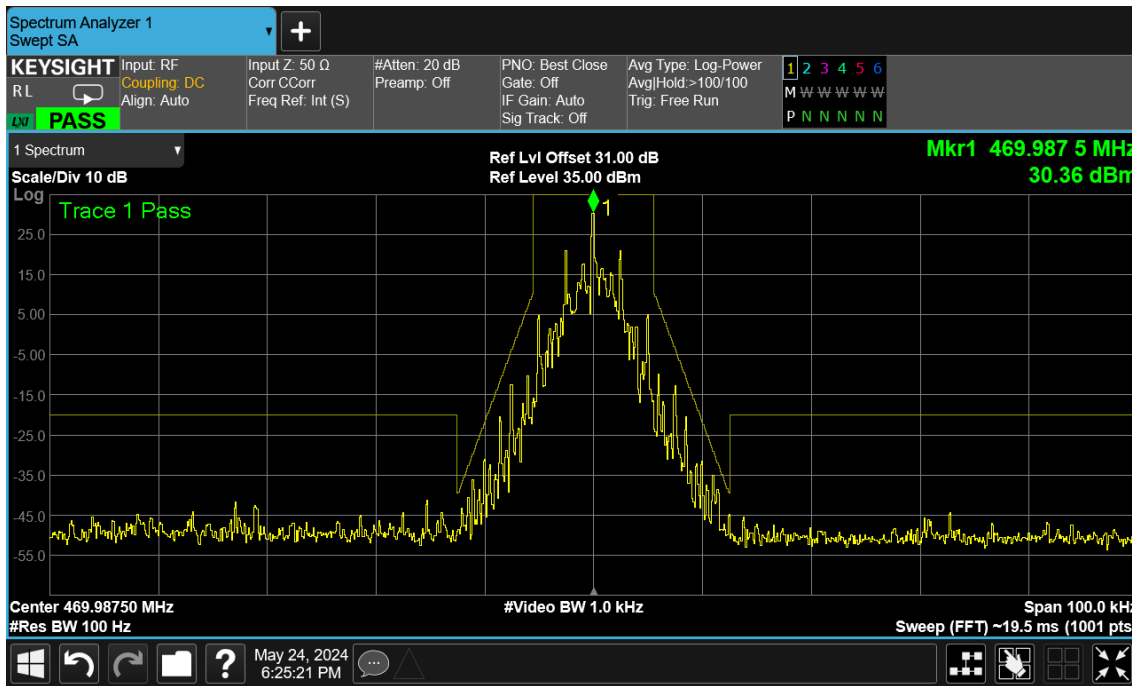 Spectrum Analyzer 1
Swept SA
KEYSIGHT
RL
LXI
PASS
Input: RF
Coupling: DC
Align: Auto
Input Z: 50 Ω
Corr CCorr
Freq Ref: Int (S)
#Atten: 20 dB
Preamp: Off
PNO: Best Close
Gate: Off
IF Gain: Auto
Sig Track: Off
Avg Type: Log-Power
Avg|Hold:>100/100
Trig: Free Run
1 2 3 4 5 6
M W W W W W W
P N N N N N N
1 Spectrum
Scale/Div 10 dB
Ref Lvl Offset 31.00 dB
Ref Level 35.00 dBm
Mkr1 469.987 5 MHz
30.36 dBm
Log
Trace 1 Pass
1
25.0
15.0
5.00
-5.00
-15.0
-25.0
-35.0
-45.0
-55.0
Center 469.98750 MHz
#Video BW 1.0 kHz
Span 100.0 kHz
#Res BW 100 Hz
Sweep (FFT) ~19.5 ms (1001 pts
?
May 24, 2024
6:25:21 PM